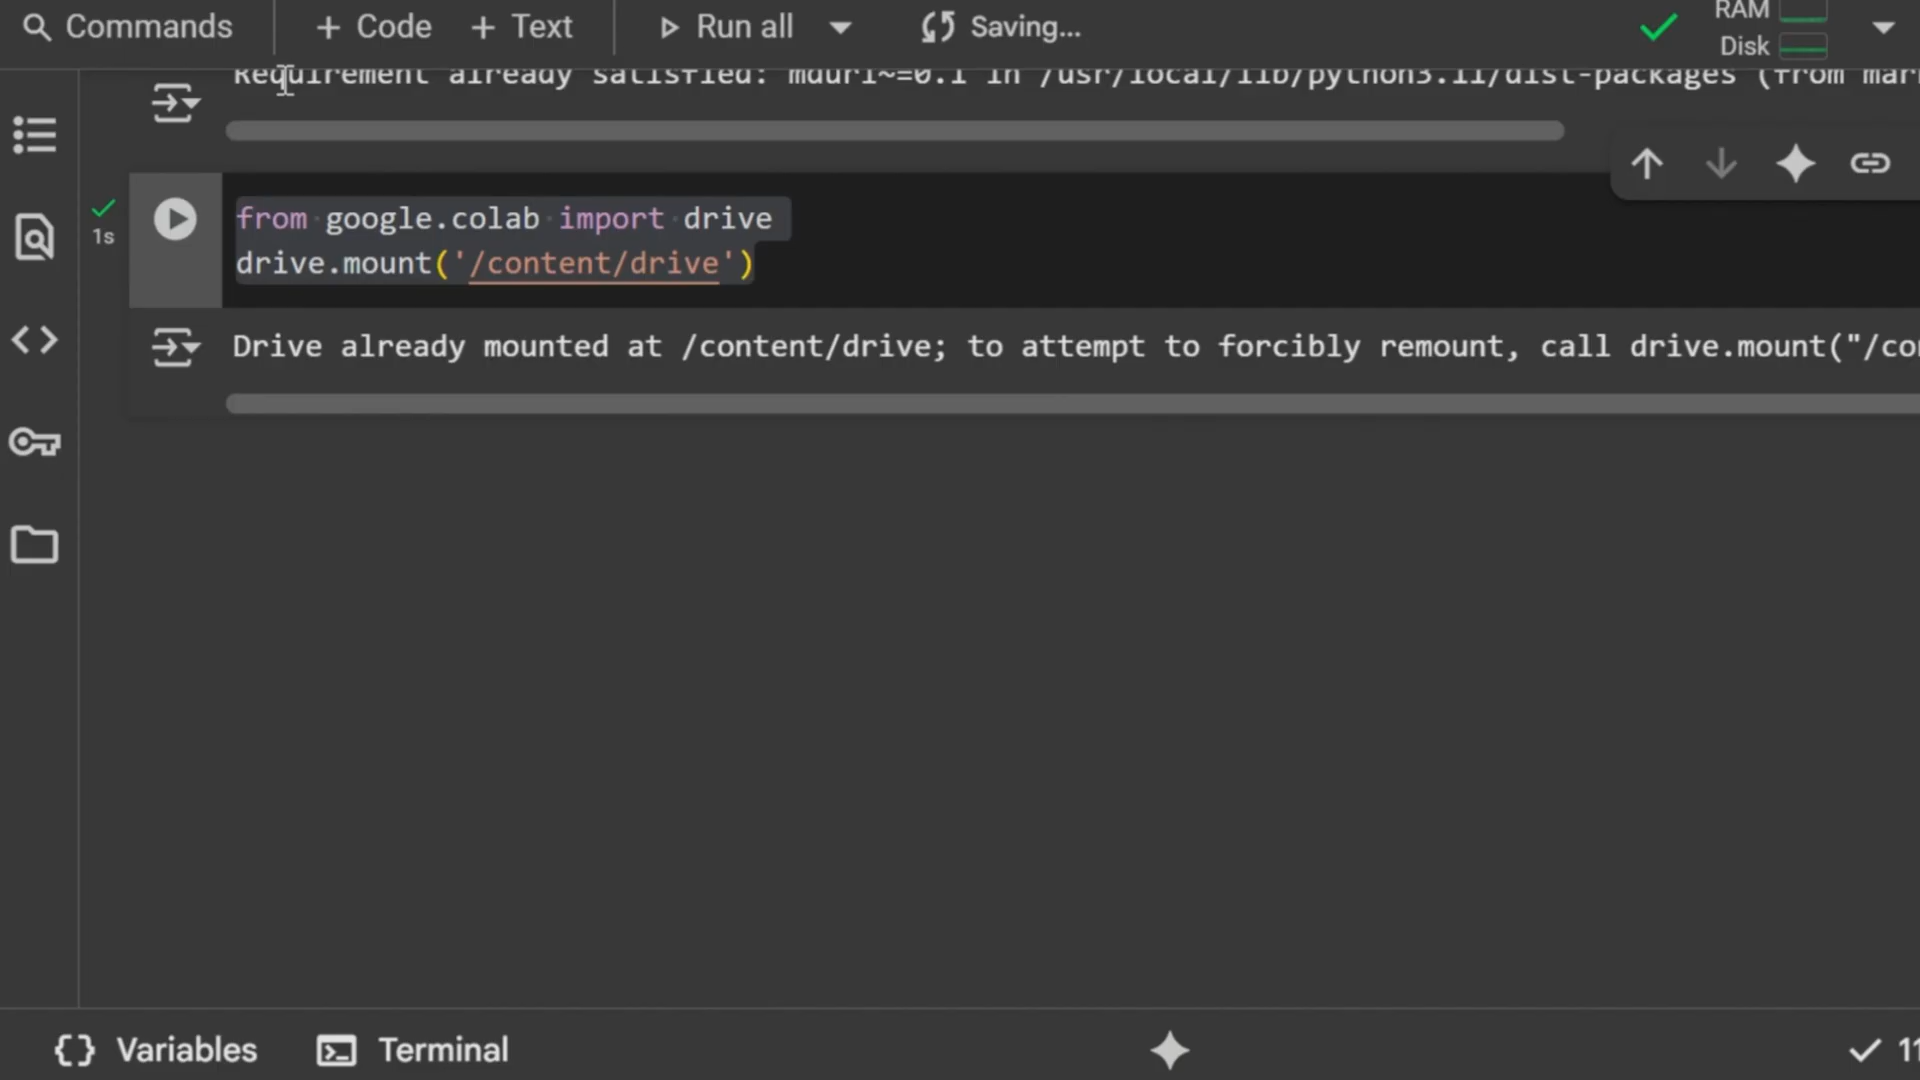 Commands + Code + Text Run all Saving... RAM
Disk
Requirement already satisfied: mdurl~=0.1 in /usr/local/lib/python3.11/dist-packages (from mar
1s
from google.colab import drive
drive.mount('/content/drive')
Drive already mounted at /content/drive; to attempt to forcibly remount, call drive.mount("/con
Variables Terminal 11